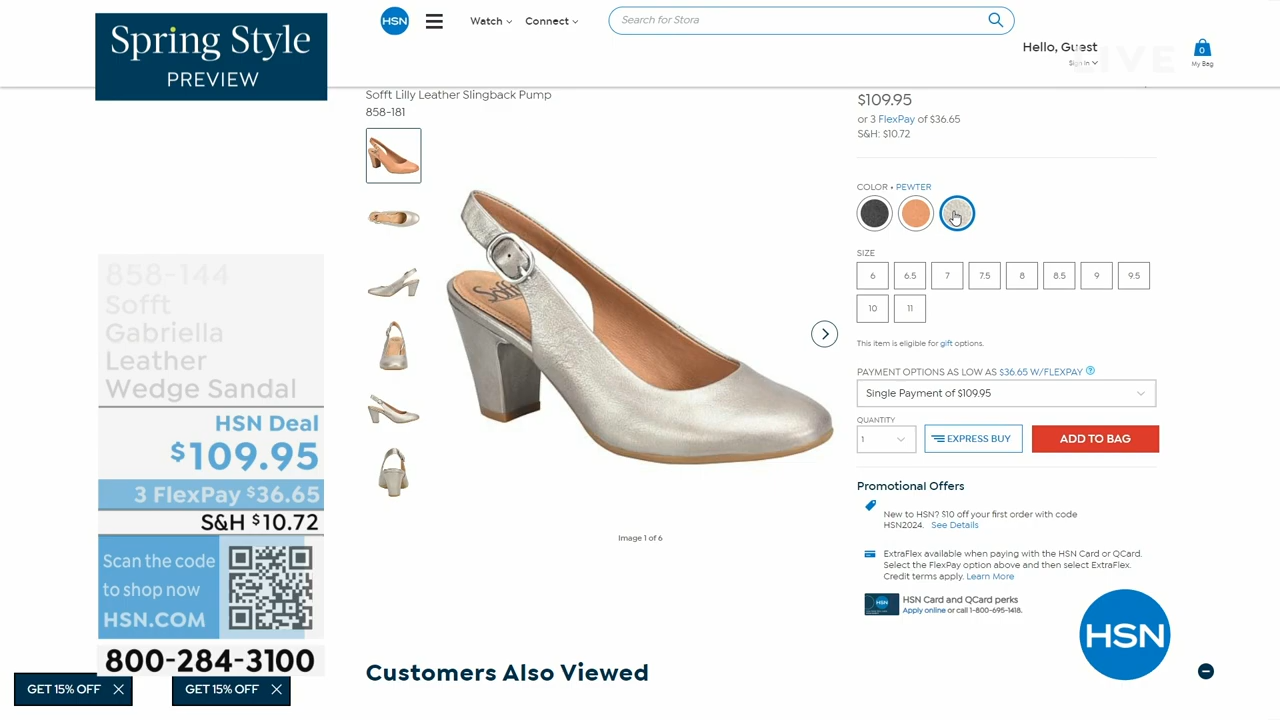 Spring Style
PREVIEW
HSN
Watch
Connect
Search for Stora
Hello, Guest
Sign In
LIVE
0
My Bag
Sofft Lilly Leather Slingback Pump
858-181
$109.95
or 3 FlexPay of $36.65
S&H: $10.72
COLOR • PEWTER
SIZE
6
6.5
7
7.5
8
8.5
9
9.5
10
11
This item is eligible for gift options.
PAYMENT OPTIONS AS LOW AS $36.65 W/FLEXPAY ?
Single Payment of $109.95
QUANTITY
1
EXPRESS BUY
ADD TO BAG
Promotional Offers
New to HSN? $10 off your first order with code
HSN2024. See Details
ExtraFlex available when paying with the HSN Card or QCard.
Select the FlexPay option above and then select ExtraFlex.
Credit terms apply. Learn More
HSN
HSN Card and QCard perks
Apply online or call 1-800-695-1418.
Sofft
Image 1 of 6
858-144
Sofft
Gabriella
Leather
Wedge Sandal
HSN Deal
$109.95
3 FlexPay $36.65
S&H $10.72
Scan the code
to shop now
HSN.COM
800-284-3100
GET 15% OFF
GET 15% OFF
Customers Also Viewed
HSN